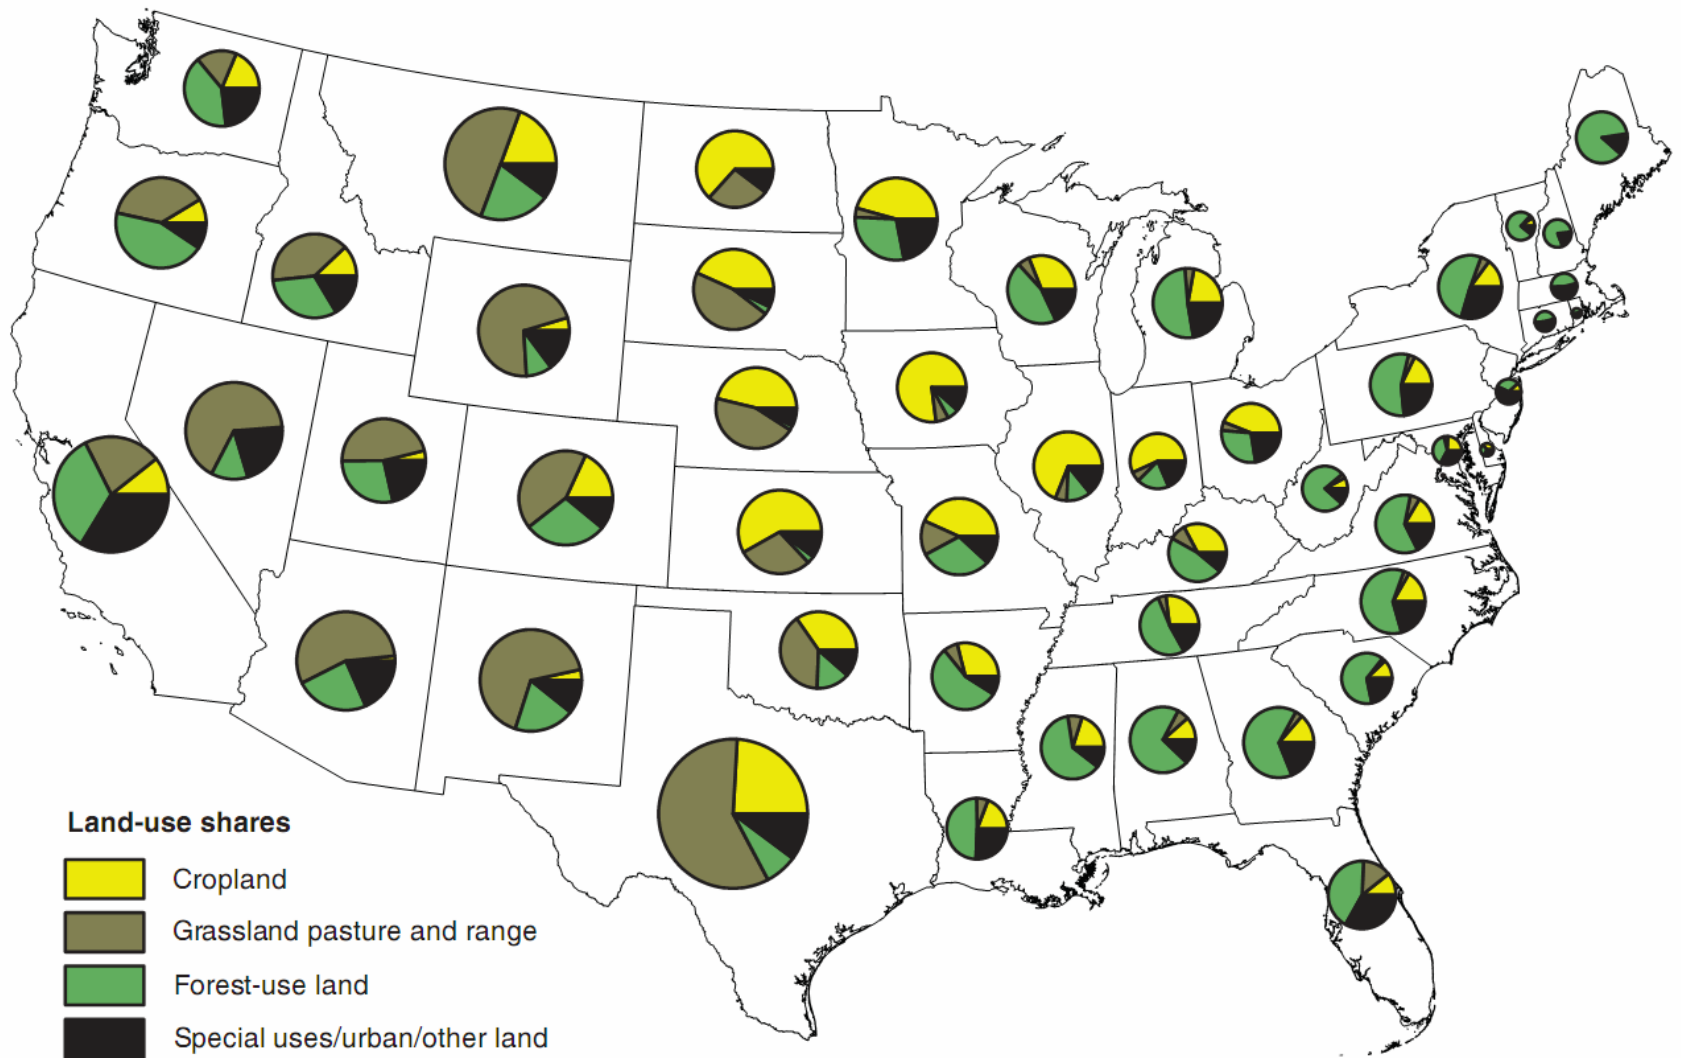 Land-use shares
Cropland
Grassland pasture and range
Forest-use land
Special uses/urban/other land